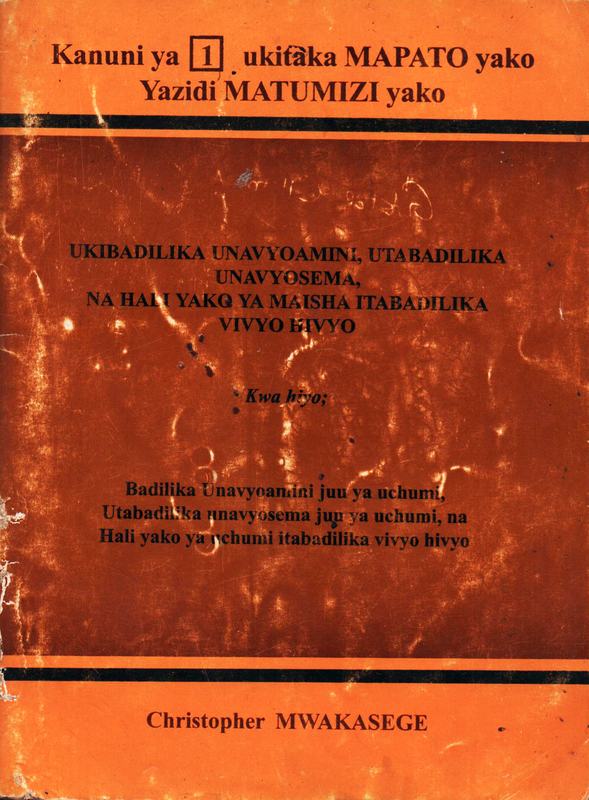 Kanuni ya 1 ukitaka MAPATO yako
Yazidi MATUMIZI yako
UKIBADILIKA UNAVYOAMINI, UTABADILIKA
UNAVYOSEMA,
NA HALI YAKO YA MAISHA ITABADILIKA
VIVYO HIVYO
Kwa hiyo;
Badilika Unavyoamini juu ya uchumi,
Utabadilika unavyosema juu ya uchumi, na
Hali yako ya uchumi itabadilika vivyo hivyo
Christopher MWAKASEGE